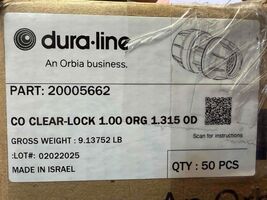 dura·line
An Orbia business.
PART: 20005662
CO CLEAR-LOCK 1.00 ORG 1.315 OD
GROSS WEIGHT : 9.13752 LB
Scan for instructions
:LOT#: 02022025
MADE IN ISRAEL
QTY : 50 PCS